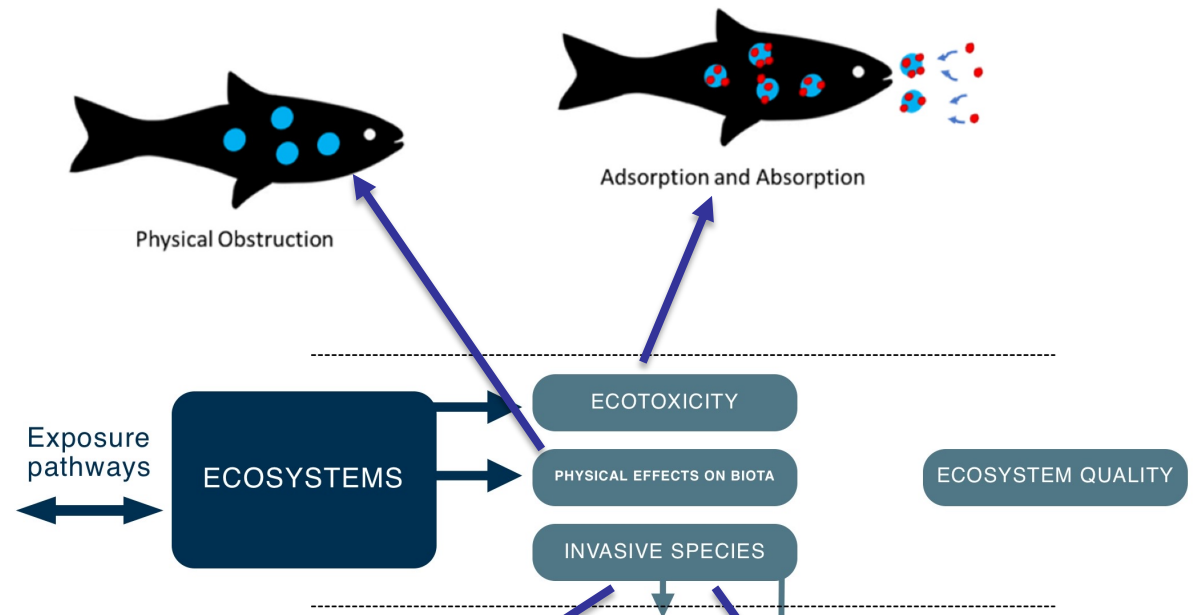 Adsorption and Absorption
Physical Obstruction
ECOTOXICITY
Exposure
pathways
ECOSYSTEMS
PHYSICAL EFFECTS ON BIOTA
ECOSYSTEM QUALITY
INVASIVE SPECIES